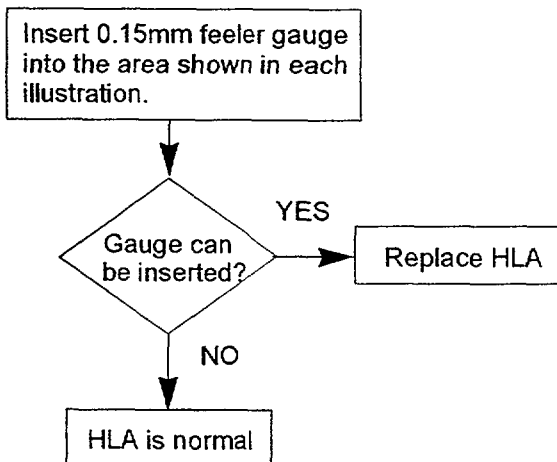 Insert 0.15mm feeler gauge
into the area shown in each
illustration.
YES
Gauge can
be inserted?
Replace HLA
NO
HLA is normal